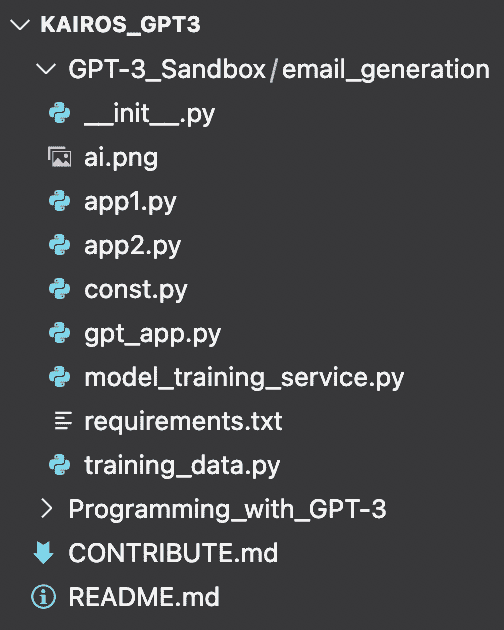 KAIROS_GPT3
GPT-3_Sandbox/email_generation
__init__.py
ai.png
app1.py
app2.py
const.py
gpt_app.py
model_training_service.py
requirements.txt
training_data.py
Programming_with_GPT-3
CONTRIBUTE.md
README.md